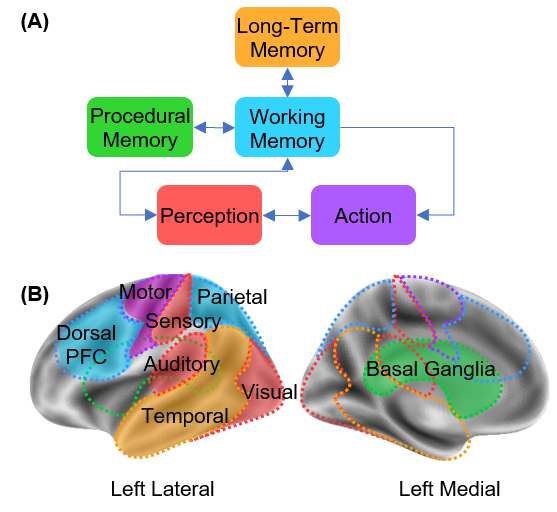 (A)
Long-Term
Memory
Procedural
Memory
Working
Memory
Perception
Action
(B)
Motor
Parietal
Sensory
Dorsal
PFC
Auditory
Visual
Temporal
Basal Ganglia
Left Lateral
Left Medial